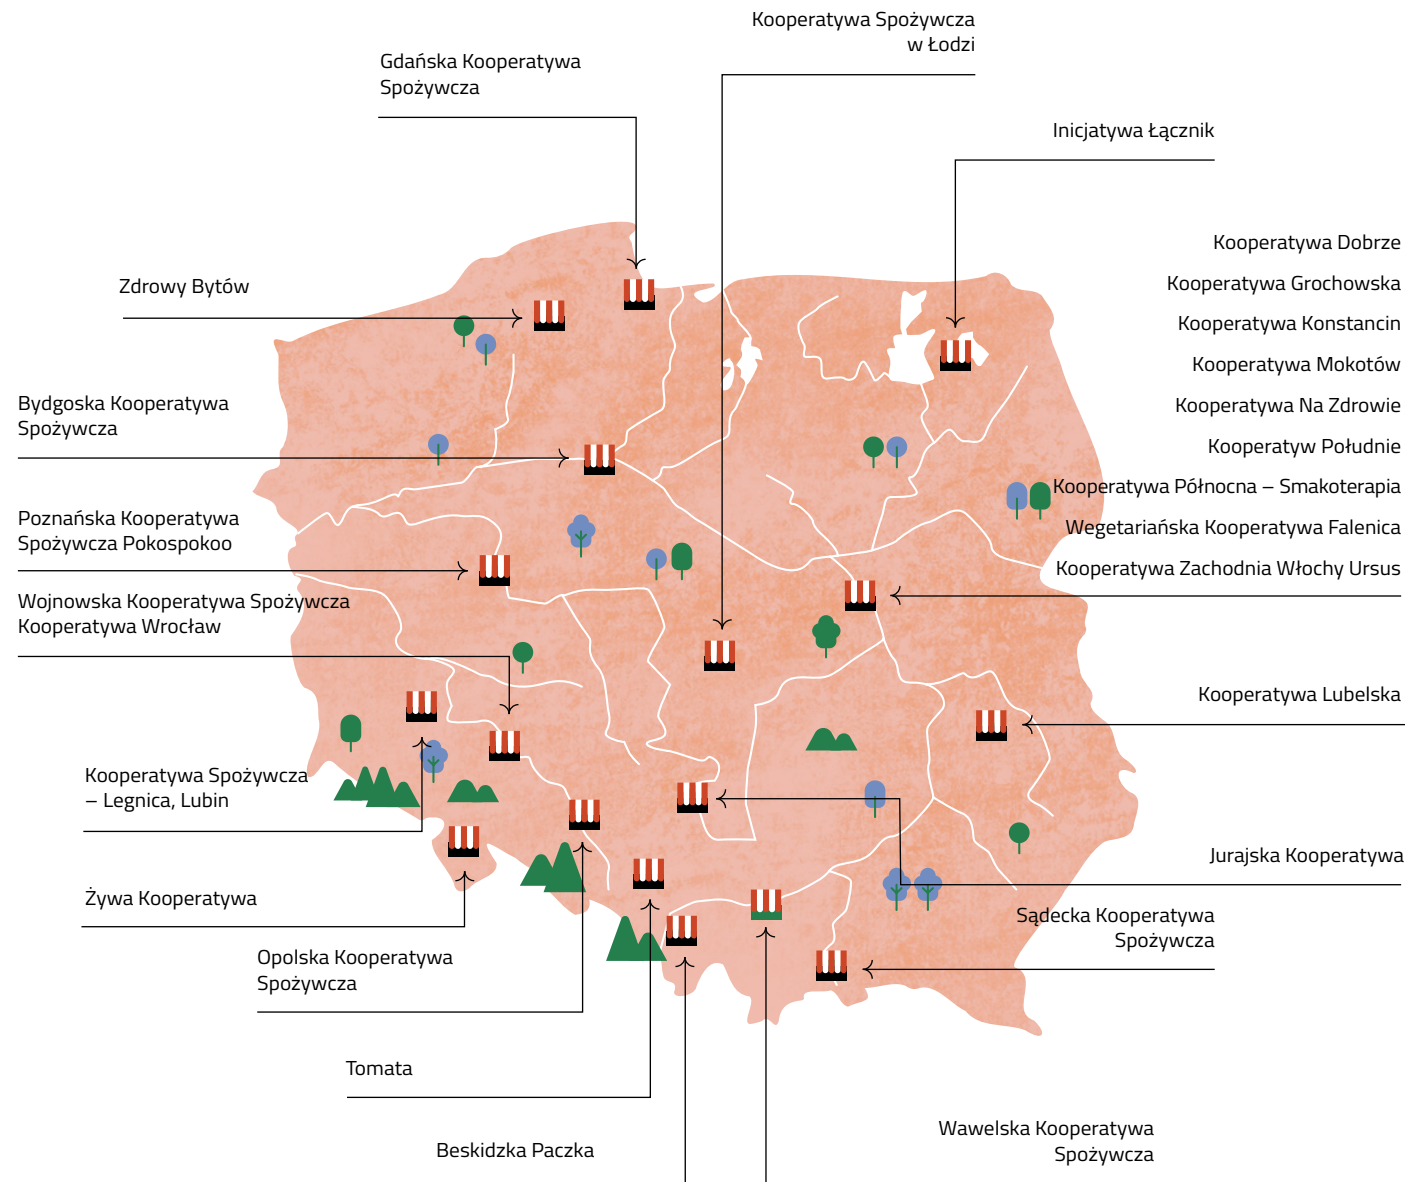 Kooperatywa Spożywcza
w Łodzi
Gdańska Kooperatywa
Spożywcza
Inicjatywa Łącznik
Kooperatywa Dobrze
Kooperatywa Grochowska
Kooperatywa Konstancin
Kooperatywa Mokotów
Kooperatywa Na Zdrowie
Kooperatyw Południe
Kooperatywa Północna – Smakoterapia
Wegetariańska Kooperatywa Falenica
Kooperatywa Zachodnia Włochy Ursus
Zdrowy Bytów
Bydgoska Kooperatywa
Spożywcza
Poznańska Kooperatywa
Spożywcza Pokospokoo
Wojnowska Kooperatywa Spożywcza
Kooperatywa Wrocław
Kooperatywa Lubelska
Kooperatywa Spożywcza
– Legnica, Lubin
Jurajska Kooperatywa
Żywa Kooperatywa
Sądecka Kooperatywa
Spożywcza
Opolska Kooperatywa
Spożywcza
Tomata
Beskidzka Paczka
Wawelska Kooperatywa
Spożywcza